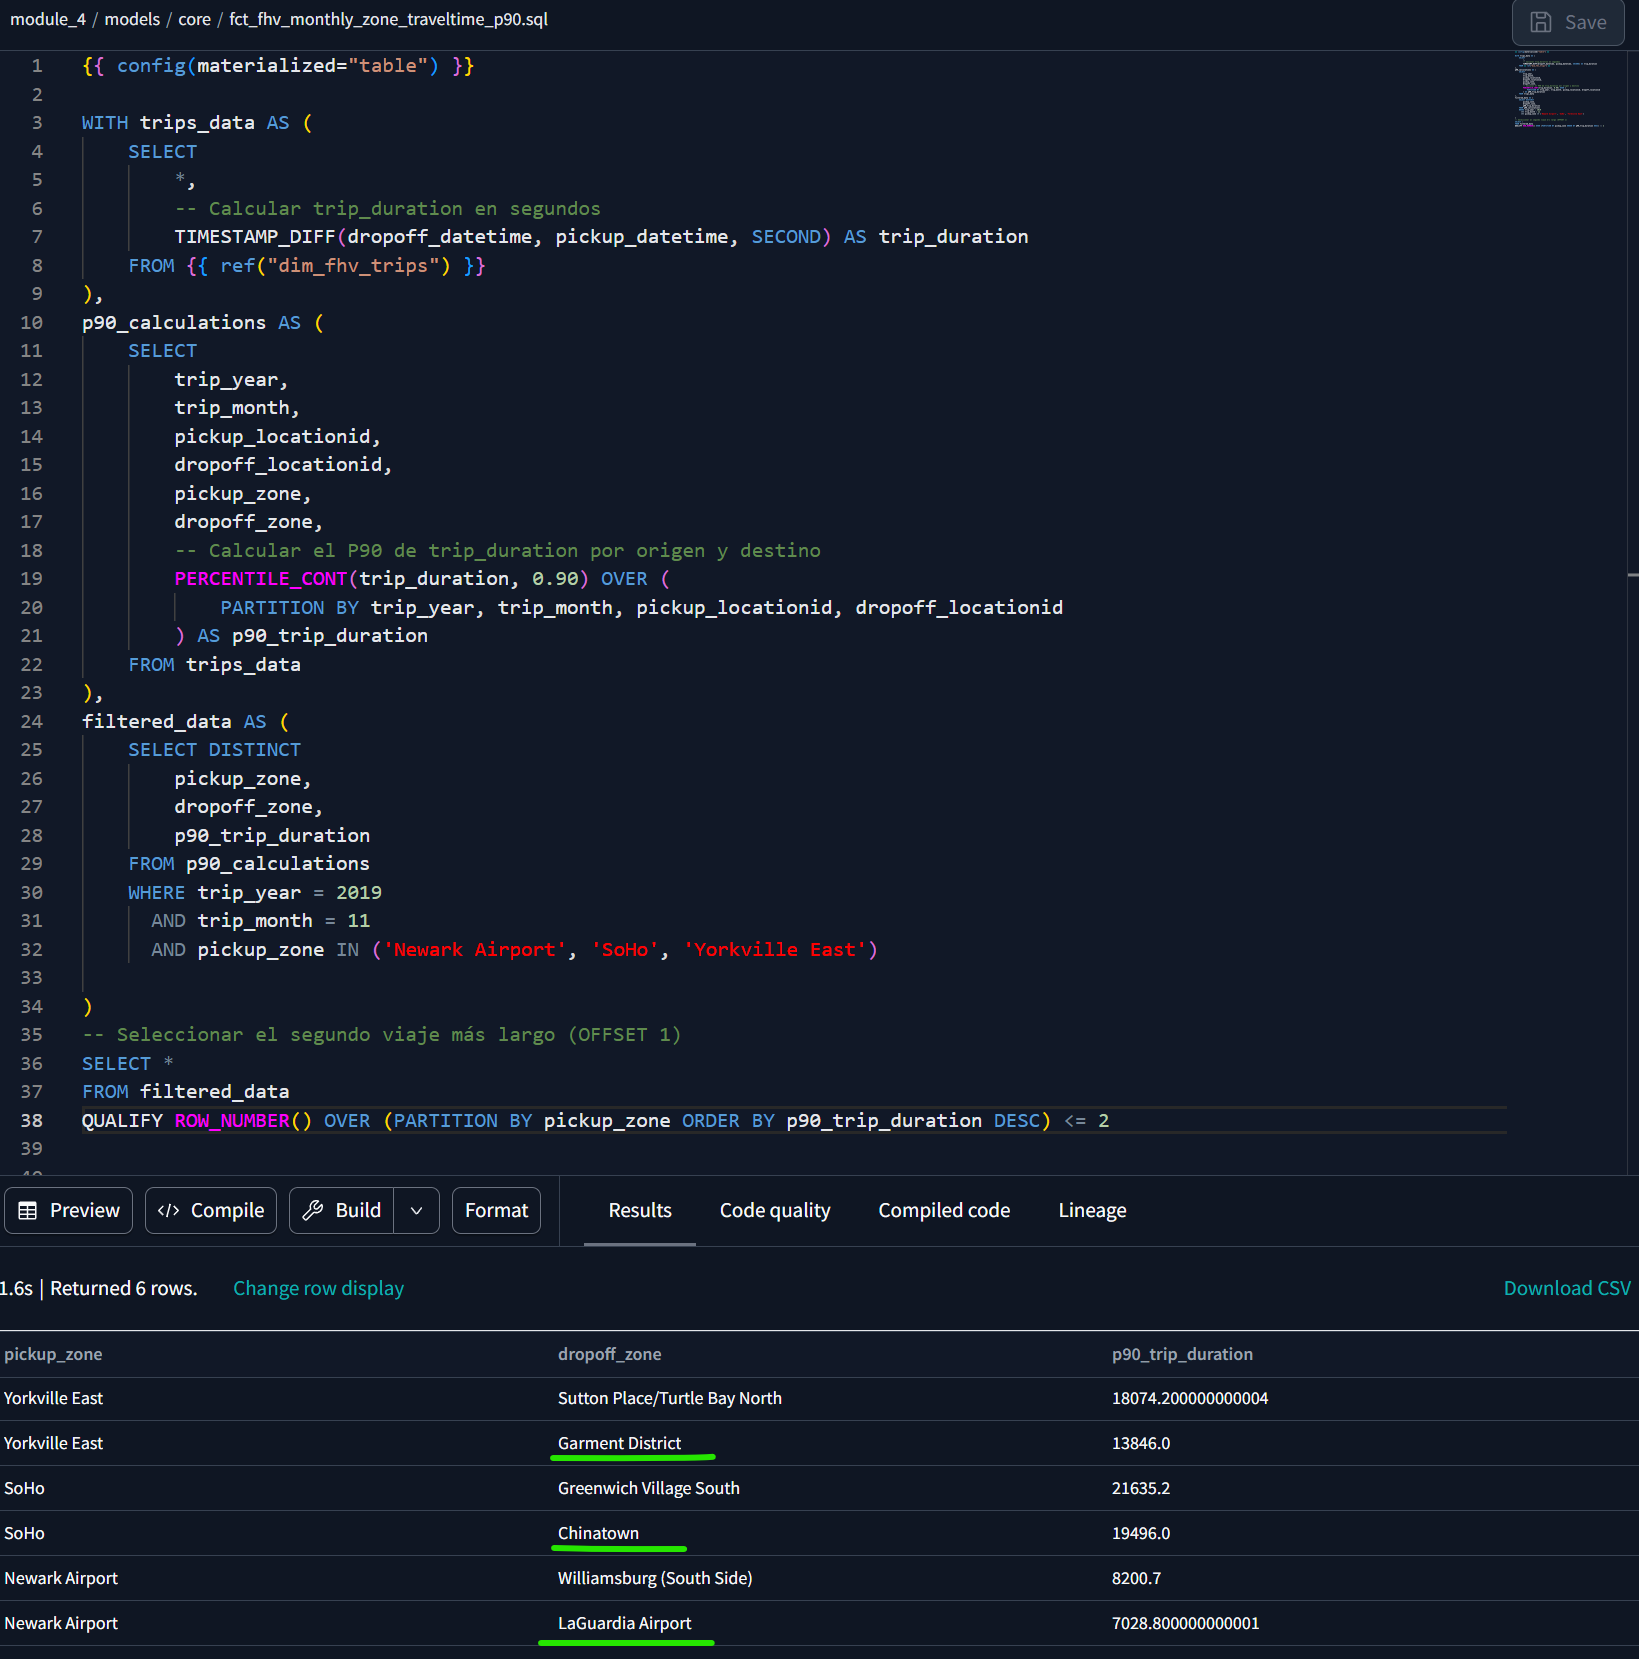 module_4 / models / core / fct_fhv_monthly_zone_traveltime_p90.sql
Save
1 {{ config(materialized="table") }}
2
3 WITH trips_data AS (
4 SELECT
5 *,
6 -- Calcular trip_duration en segundos
7 TIMESTAMP_DIFF(dropoff_datetime, pickup_datetime, SECOND) AS trip_duration
8 FROM {{ ref("dim_fhv_trips") }}
9 ),
10 p90_calculations AS (
11 SELECT
12 trip_year,
13 trip_month,
14 pickup_locationid,
15 dropoff_locationid,
16 pickup_zone,
17 dropoff_zone,
18 -- Calcular el P90 de trip_duration por origen y destino
19 PERCENTILE_CONT(trip_duration, 0.90) OVER (
20 PARTITION BY trip_year, trip_month, pickup_locationid, dropoff_locationid
21 ) AS p90_trip_duration
22 FROM trips_data
23 ),
24 filtered_data AS (
25 SELECT DISTINCT
26 pickup_zone,
27 dropoff_zone,
28 p90_trip_duration
29 FROM p90_calculations
30 WHERE trip_year = 2019
31 AND trip_month = 11
32 AND pickup_zone IN ('Newark Airport', 'SoHo', 'Yorkville East')
33
34 )
35 -- Seleccionar el segundo viaje más largo (OFFSET 1)
36 SELECT *
37 FROM filtered_data
38 QUALIFY ROW_NUMBER() OVER (PARTITION BY pickup_zone ORDER BY p90_trip_duration DESC) <= 2
39
Preview </> Compile Build Format Results Code quality Compiled code Lineage
1.6s | Returned 6 rows. Change row display Download CSV
pickup_zone dropoff_zone p90_trip_duration
Yorkville East Sutton Place/Turtle Bay North 18074.200000000004
Yorkville East Garment District 13846.0
SoHo Greenwich Village South 21635.2
SoHo Chinatown 19496.0
Newark Airport Williamsburg (South Side) 8200.7
Newark Airport LaGuardia Airport 7028.800000000001